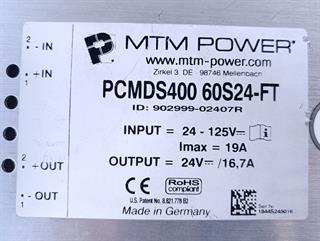 MTM POWER®
www.mtm-power.com
Zirkel 3, DE 98746 Mellenbach
PCMDS400 60S24-FT
ID: 902999-02407R
INPUT = 24 - 125V⎓
Imax = 19A
OUTPUT = 24V⎓/16,7A
CE
RoHS
compliant
U.S. Patent No. 8.821.778 B2
Made in Germany
2
- IN
+ IN
1
2
+OUT
- OUT
1